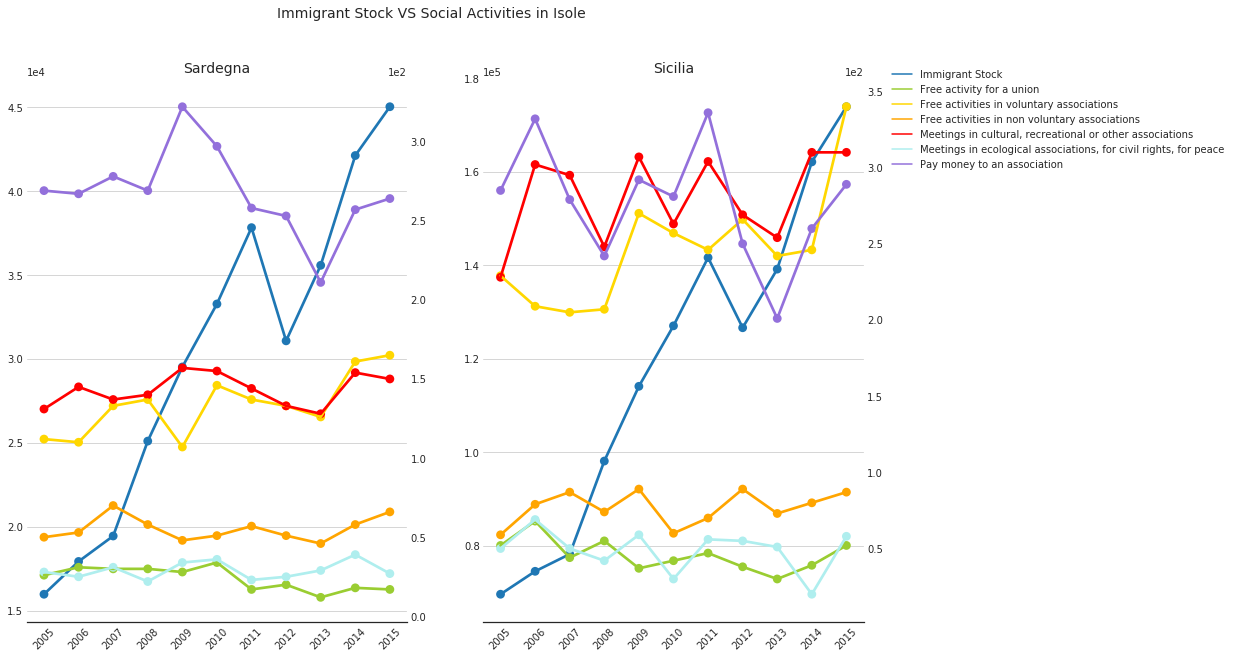 Immigrant Stock VS Social Activities in Isole
Sardegna
1e4
1e2
4.5
4.0
3.5
3.0
2.5
2.0
1.5
3.0
2.5
2.0
1.5
1.0
0.5
0.0
2005 2006 2007 2008 2009 2010 2011 2012 2013 2014 2015
Sicilia
1e5
1e2
1.8
1.6
1.4
1.2
1.0
0.8
3.5
3.0
2.5
2.0
1.5
1.0
0.5
2005 2006 2007 2008 2009 2010 2011 2012 2013 2014 2015
Immigrant Stock
Free activity for a union
Free activities in voluntary associations
Free activities in non voluntary associations
Meetings in cultural, recreational or other associations
Meetings in ecological associations, for civil rights, for peace
Pay money to an association